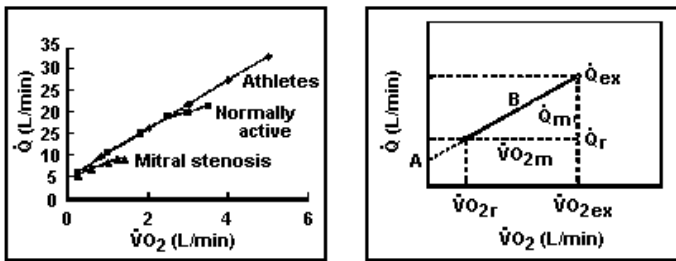 35
30
25
20
15
10
5
0
Q̇ (L/min)
Athletes
Normally
active
Mitral stenosis
0
2
4
6
V̇O₂ (L/min)
Q̇ (L/min)
A
B
Q̇ex
Q̇m
Q̇r
V̇O₂m
V̇O₂r
V̇O₂ex
V̇O₂ (L/min)